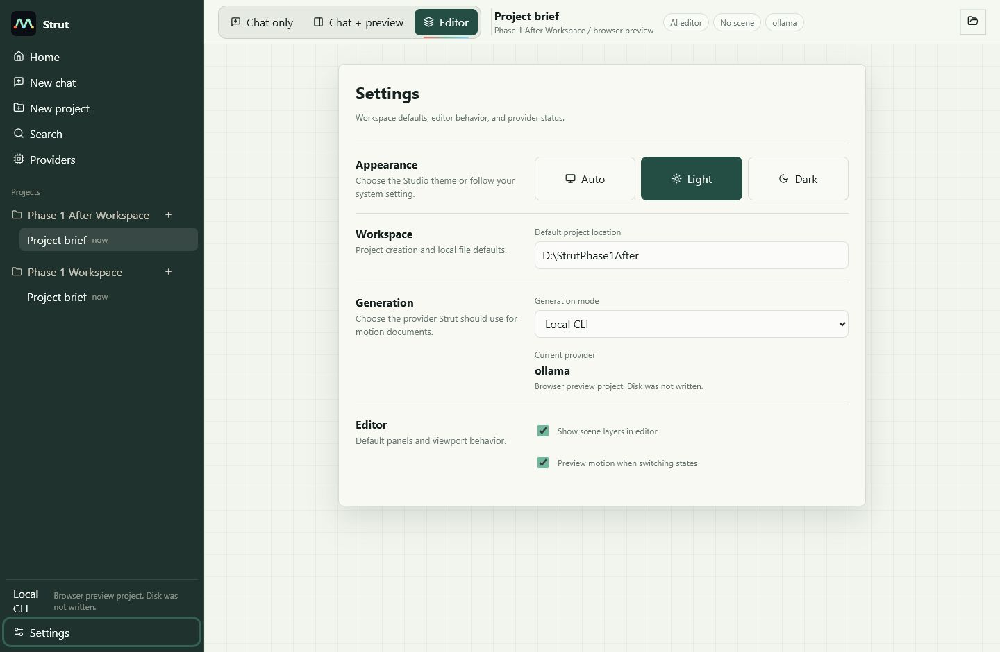 Strut
Home
New chat
New project
Search
Providers
Projects
Phase 1 After Workspace +
Project brief now
Phase 1 Workspace +
Project brief now
Local CLI
Browser preview project. Disk was
not written.
Settings
Chat only
Chat + preview
Editor
Project brief
Phase 1 After Workspace / browser preview
AI editor
No scene
ollama
Settings
Workspace defaults, editor behavior, and provider status.
Appearance
Choose the Studio theme or follow your
system setting.
Auto
Light
Dark
Workspace
Project creation and local file defaults.
Default project location
D:\StrutPhase1After
Generation
Choose the provider Strut should use for
motion documents.
Generation mode
Local CLI
Current provider
ollama
Browser preview project. Disk was not written.
Editor
Default panels and viewport behavior.
Show scene layers in editor
Preview motion when switching states